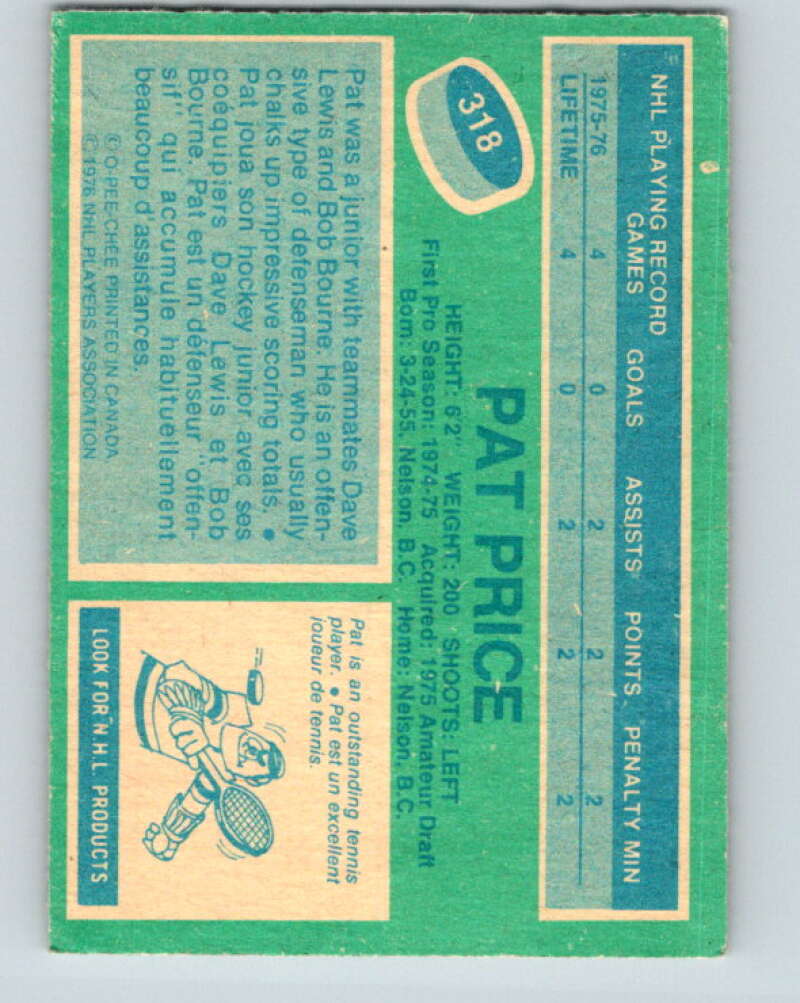 NHL PLAYING RECORD
GAMES GOALS ASSISTS POINTS PENALTY MIN
1975-76 4 0 2 2 2
LIFETIME 4 0 2 2 2
318
PAT PRICE
HEIGHT: 6'2" WEIGHT: 200 SHOOTS: LEFT
First Pro Season: 1974-75 Acquired: 1975 Amateur Draft
Born: 3-24-55, Nelson, B.C. Home: Nelson, B.C.
Pat was a junior with teammates Dave
Lewis and Bob Bourne. He is an offen-
sive type of defenseman who usually
chalks up impressive scoring totals. •
Pat joua son hockey junior avec ses
coéquipiers Dave Lewis et Bob
Bourne. Pat est un défenseur "offen-
sif" qui accumule habituellement
beaucoup d'assistances.
© O-PEE-CHEE PRINTED IN CANADA
© 1976 NHL PLAYERS ASSOCIATION
Pat is an outstanding tennis
player. • Pat est un excellent
joueur de tennis.
LOOK FOR N.H.L. PRODUCTS